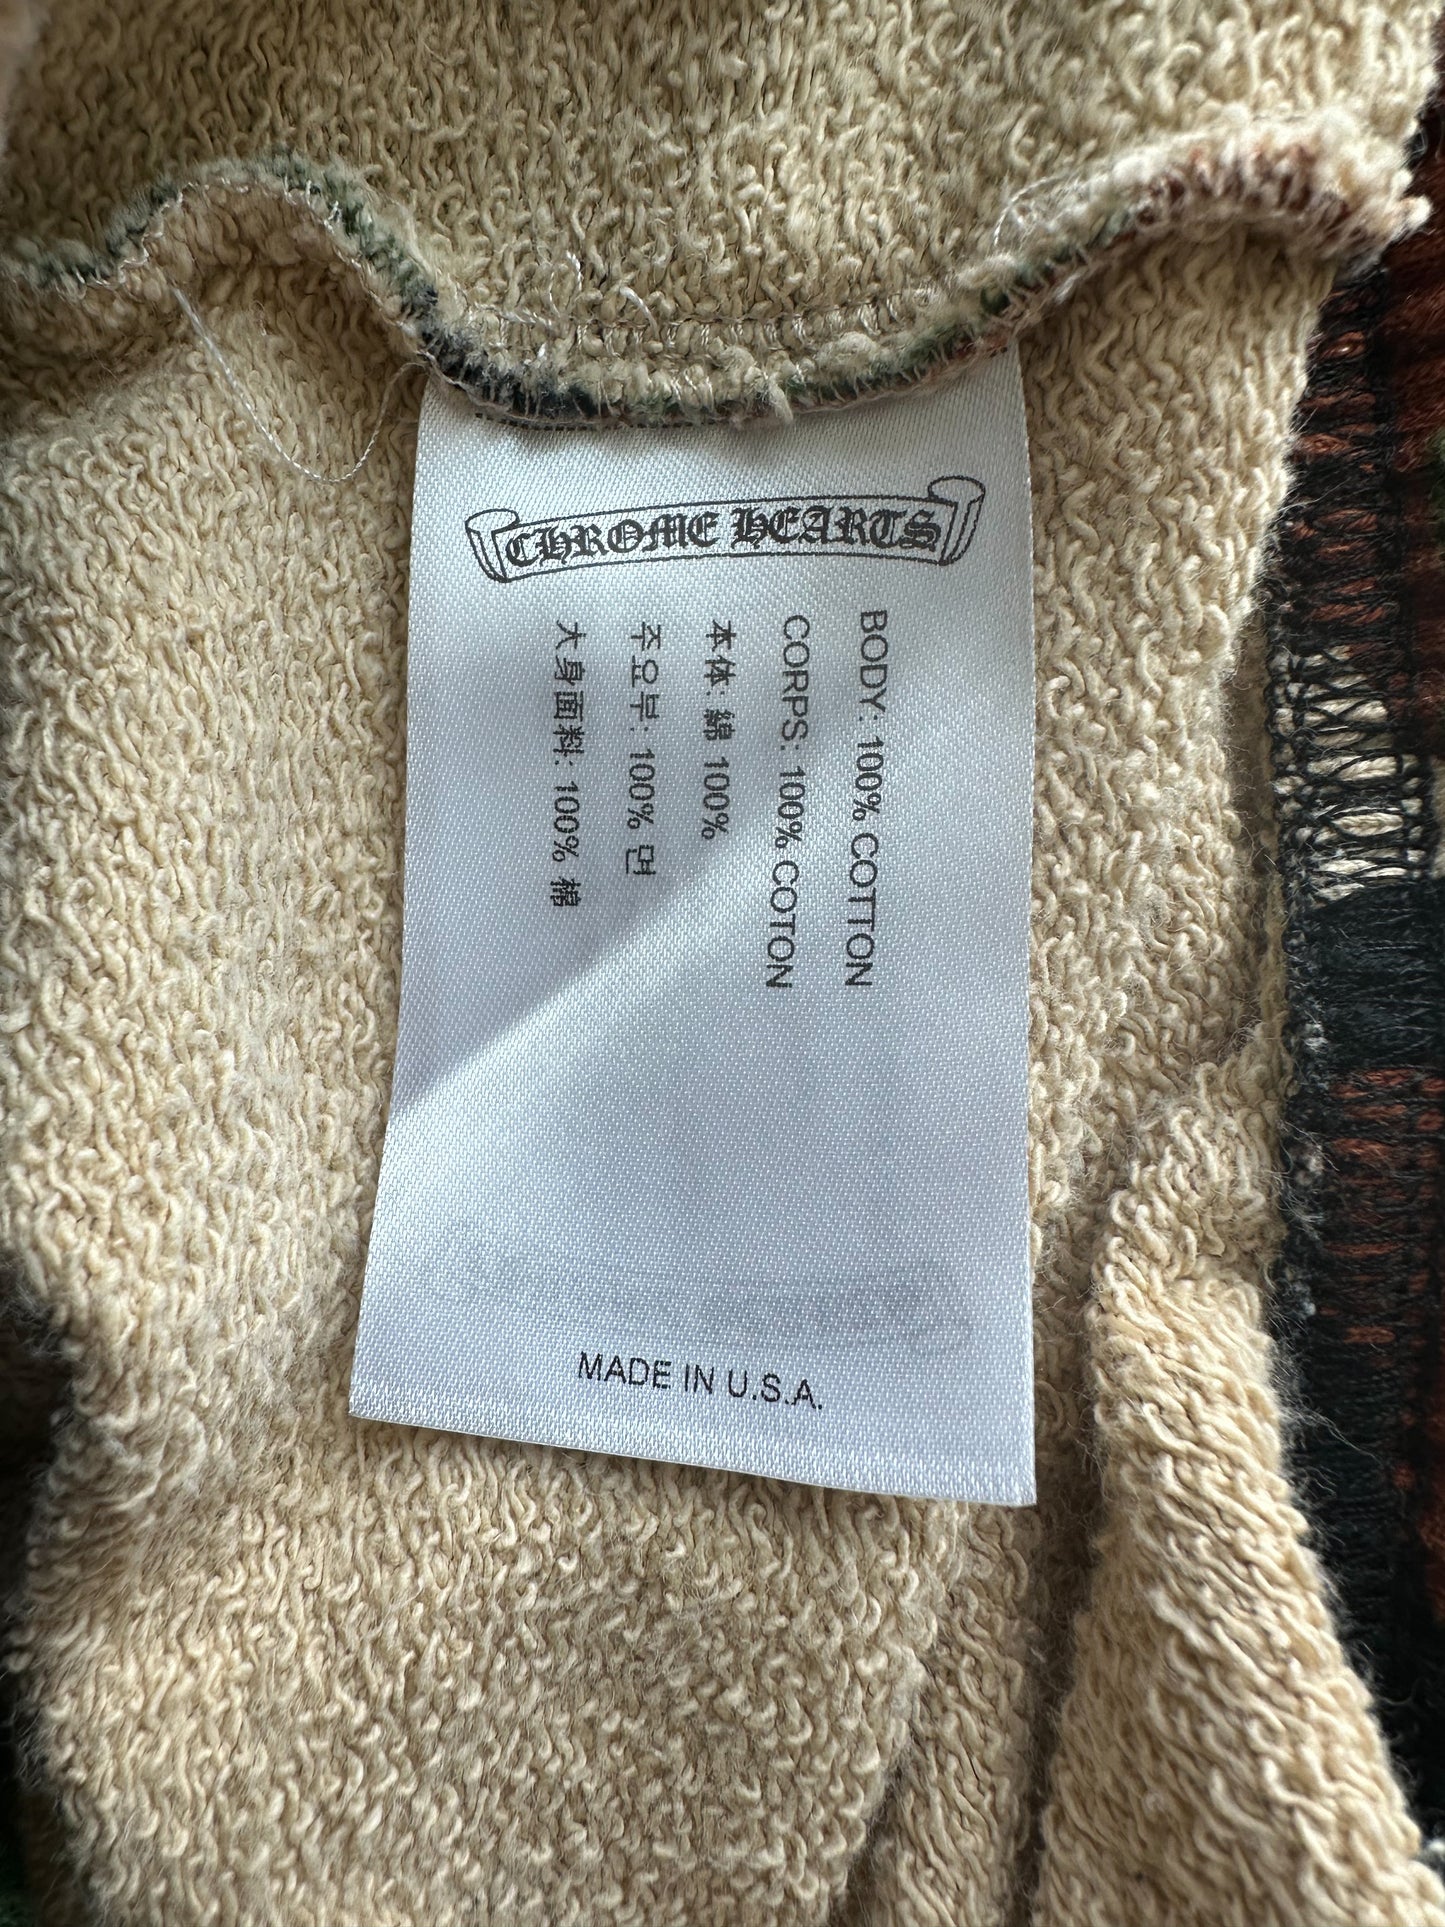 CHROME HEARTS
BODY: 100% COTTON
CORPS: 100% COTON
本体: 綿 100%
주요부: 100% 면
大身面料: 100% 棉
MADE IN U.S.A.